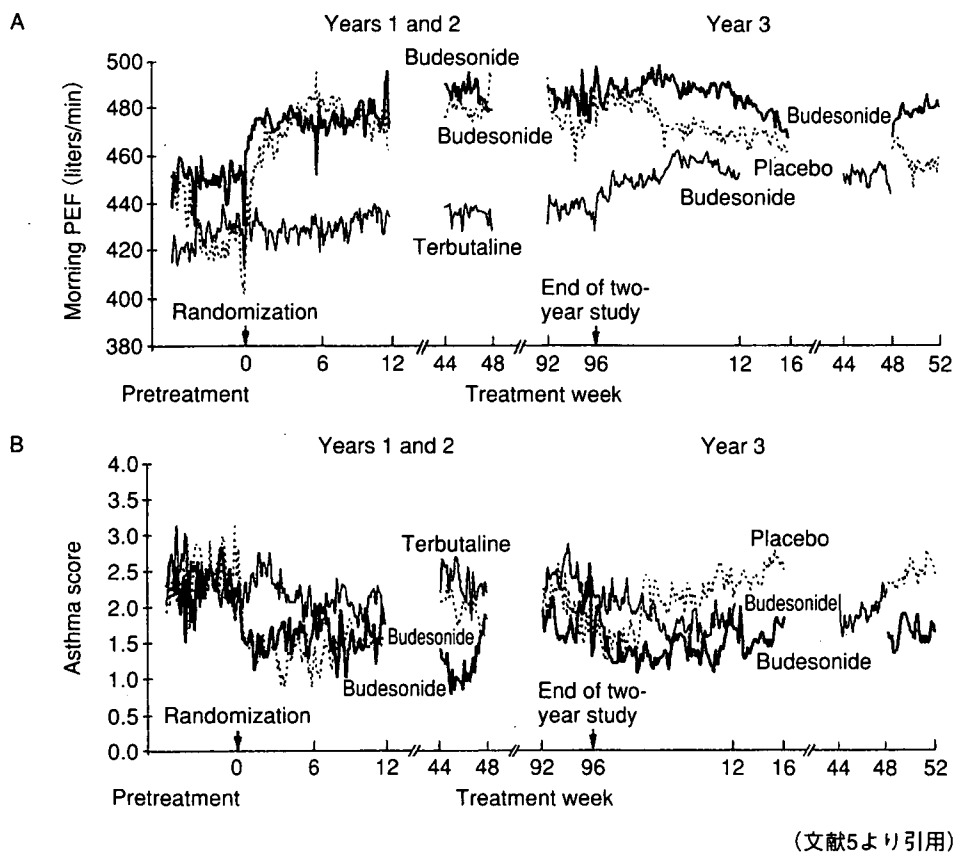 A
Years 1 and 2
Year 3
Morning PEF (liters/min)
500
480
460
440
420
400
380
Budesonide
Budesonide
Terbutaline
Budesonide
Placebo
Budesonide
Randomization
End of two-
year study
0
6
12
44
48
92
96
12
16
44
48
52
Pretreatment
Treatment week
B
Years 1 and 2
Year 3
Asthma score
4.0
3.5
3.0
2.5
2.0
1.5
1.0
0.5
0.0
Terbutaline
Budesonide
Budesonide
Placebo
Budesonide
Budesonide
Randomization
End of two-
year study
0
6
12
44
48
92
96
12
16
44
48
52
Pretreatment
Treatment week
(文献5より引用)